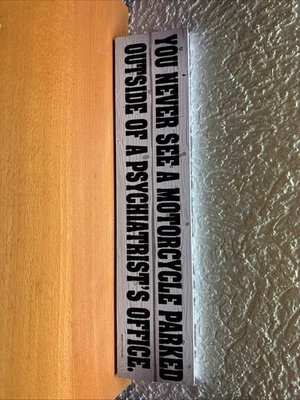 YOU NEVER SEE A MOTORCYCLE PARKED
OUTSIDE OF A PSYCHIATRIST'S OFFICE.